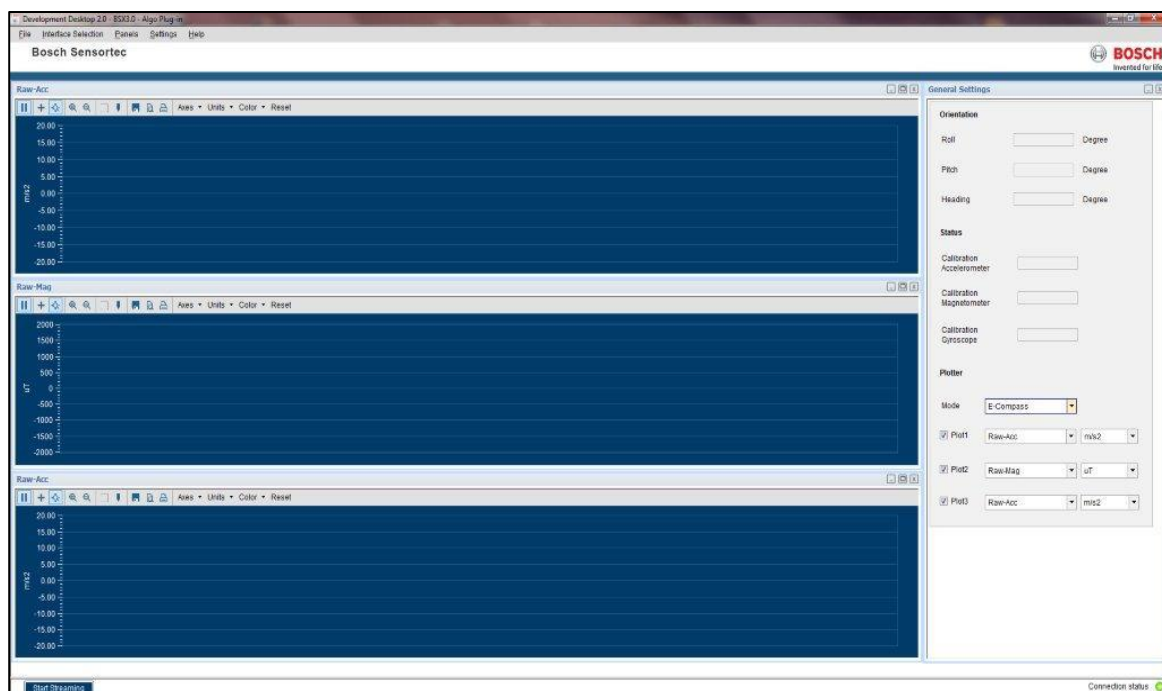 Development Desktop 2.0 - BSX3.0 - Algo Plug-in
File Interface Selection Panels Settings Help
Bosch Sensortec
BOSCH
Invented for life
Raw-Acc
Axes Units Color Reset
20.00
15.00
10.00
5.00
0.00
-5.00
-10.00
-15.00
-20.00
m/s2
Raw-Mag
Axes Units Color Reset
2000
1500
1000
500
0
-500
-1000
-1500
-2000
uT
Raw-Acc
Axes Units Color Reset
20.00
15.00
10.00
5.00
0.00
-5.00
-10.00
-15.00
-20.00
m/s2
General Settings
Orientation
Roll Degree
Pitch Degree
Heading Degree
Status
Calibration
Accelerometer
Calibration
Magnetometer
Calibration
Gyroscope
Plotter
Mode E-Compass
Plot1 Raw-Acc m/s2
Plot2 Raw-Mag uT
Plot3 Raw-Acc m/s2
Start Streaming
Connection status